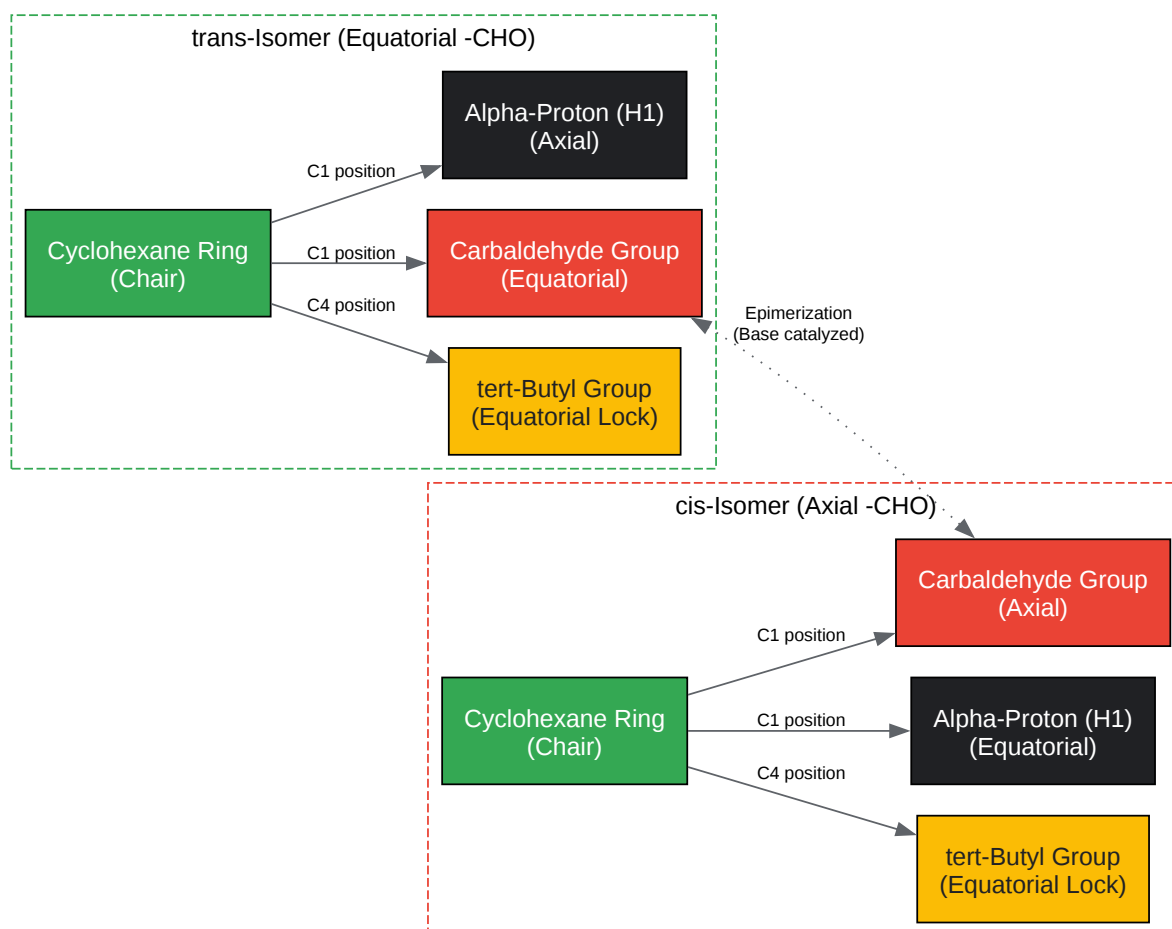 trans-Isomer (Equatorial -CHO)
Alpha-Proton (H1)
(Axial)
C1 position
Cyclohexane Ring
(Chair)
C1 position
Carbaldehyde Group
(Equatorial)
C4 position
tert-Butyl Group
(Equatorial Lock)
Epimerization
(Base catalyzed)
cis-Isomer (Axial -CHO)
Carbaldehyde Group
(Axial)
C1 position
Cyclohexane Ring
(Chair)
C1 position
Alpha-Proton (H1)
(Equatorial)
C4 position
tert-Butyl Group
(Equatorial Lock)